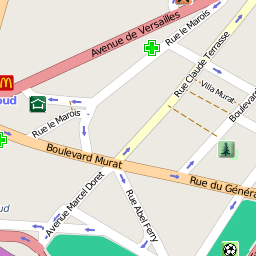 Rue le Marois
Avenue de Versailles
Rue Claude Terrasse
Villa Murat
Boulevard
oud
Rue le Marois
Boulevard Murat
Rue du Généra
Avenue Marcel Doret
Rue Abel Ferry
ud